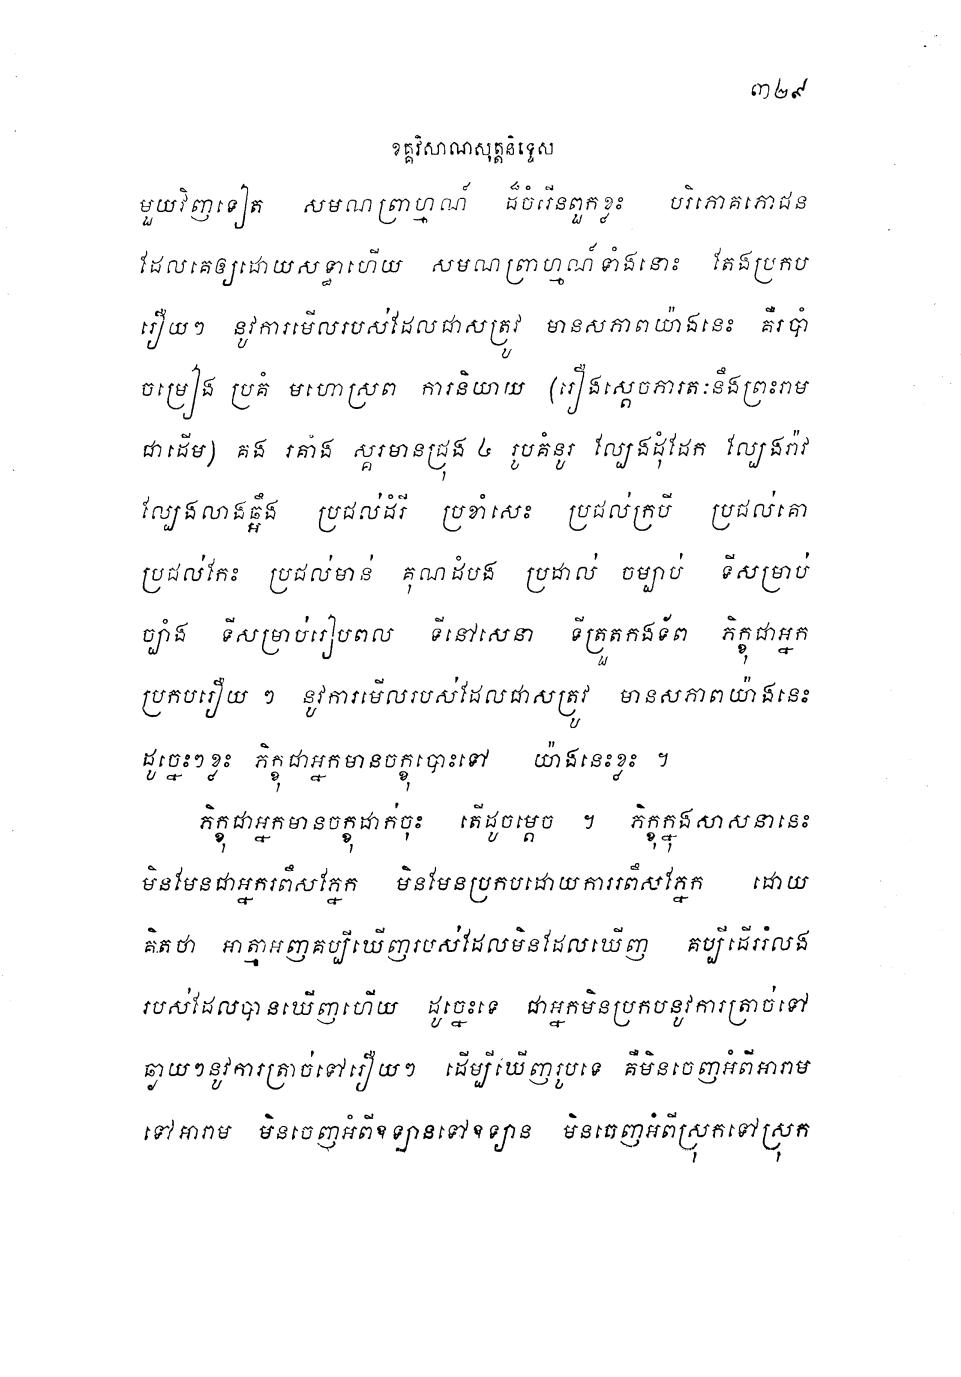 ៣២៩
ខគ្គវិសាណសុត្តនិទ្ទេស
មួយវិញទៀត សមណព្រាហ្មណ៍ ដ៏ចំរើនពួកខ្លះ បរិភោគភោជន
ដែលគេឲ្យដោយសទ្ធាហើយ សមណព្រាហ្មណ៍ទាំងនោះ តែងប្រកប
រឿយៗ នូវការមើលរបស់ដែលជាសត្រូវ មានសភាពយ៉ាងនេះ គឺរបាំ
ចម្រៀង ប្រគំ មហោស្រព ការនិយាយ (រឿងស្តេចភារតៈនឹងព្រះរាម
ជាដើម) គង រគាំង ស្គរមានជ្រុង ៤ រូបគំនូរ ល្បែងដុំដែក ល្បែងរ៉ាវ
ល្បែងលាងឆ្អឹង ប្រជល់ដំរី ប្រខាំសេះ ប្រជល់ក្របី ប្រជល់គោ
ប្រជល់កែះ ប្រជល់មាន់ គុណដំបង ប្រដាល់ ចម្បាប់ ទីសម្រាប់
ច្បាំង ទីសម្រាប់រៀបពល ទីនៅសេនា ទីត្រួតកងទ័ព ភិក្ខុជាអ្នក
ប្រកបរឿយ ៗ នូវការមើលរបស់ដែលជាសត្រូវ មានសភាពយ៉ាងនេះ
ដូច្នេះៗខ្លះ ភិក្ខុជាអ្នកមានចក្ខុបោះទៅ យ៉ាងនេះខ្លះ ។
ភិក្ខុជាអ្នកមានចក្ខុដាក់ចុះ តើដូចម្តេច ។ ភិក្ខុក្នុងសាសនានេះ
មិនមែនជាអ្នករពឹសភ្នែក មិនមែនប្រកបដោយការរពឹសភ្នែក ដោយ
គិតថា អាត្មាអញគប្បីឃើញរបស់ដែលមិនដែលឃើញ គប្បីដើររំលង
របស់ដែលបានឃើញហើយ ដូច្នេះទេ ជាអ្នកមិនប្រកបនូវការត្រាច់ទៅ
ឆ្ងាយៗនូវការត្រាច់ទៅរឿយៗ ដើម្បីឃើញរូបទេ គឺមិនចេញអំពីអារាម
ទៅអារាម មិនចេញអំពីឧទ្យានទៅឧទ្យាន មិនចេញអំពីស្រុកទៅស្រុក